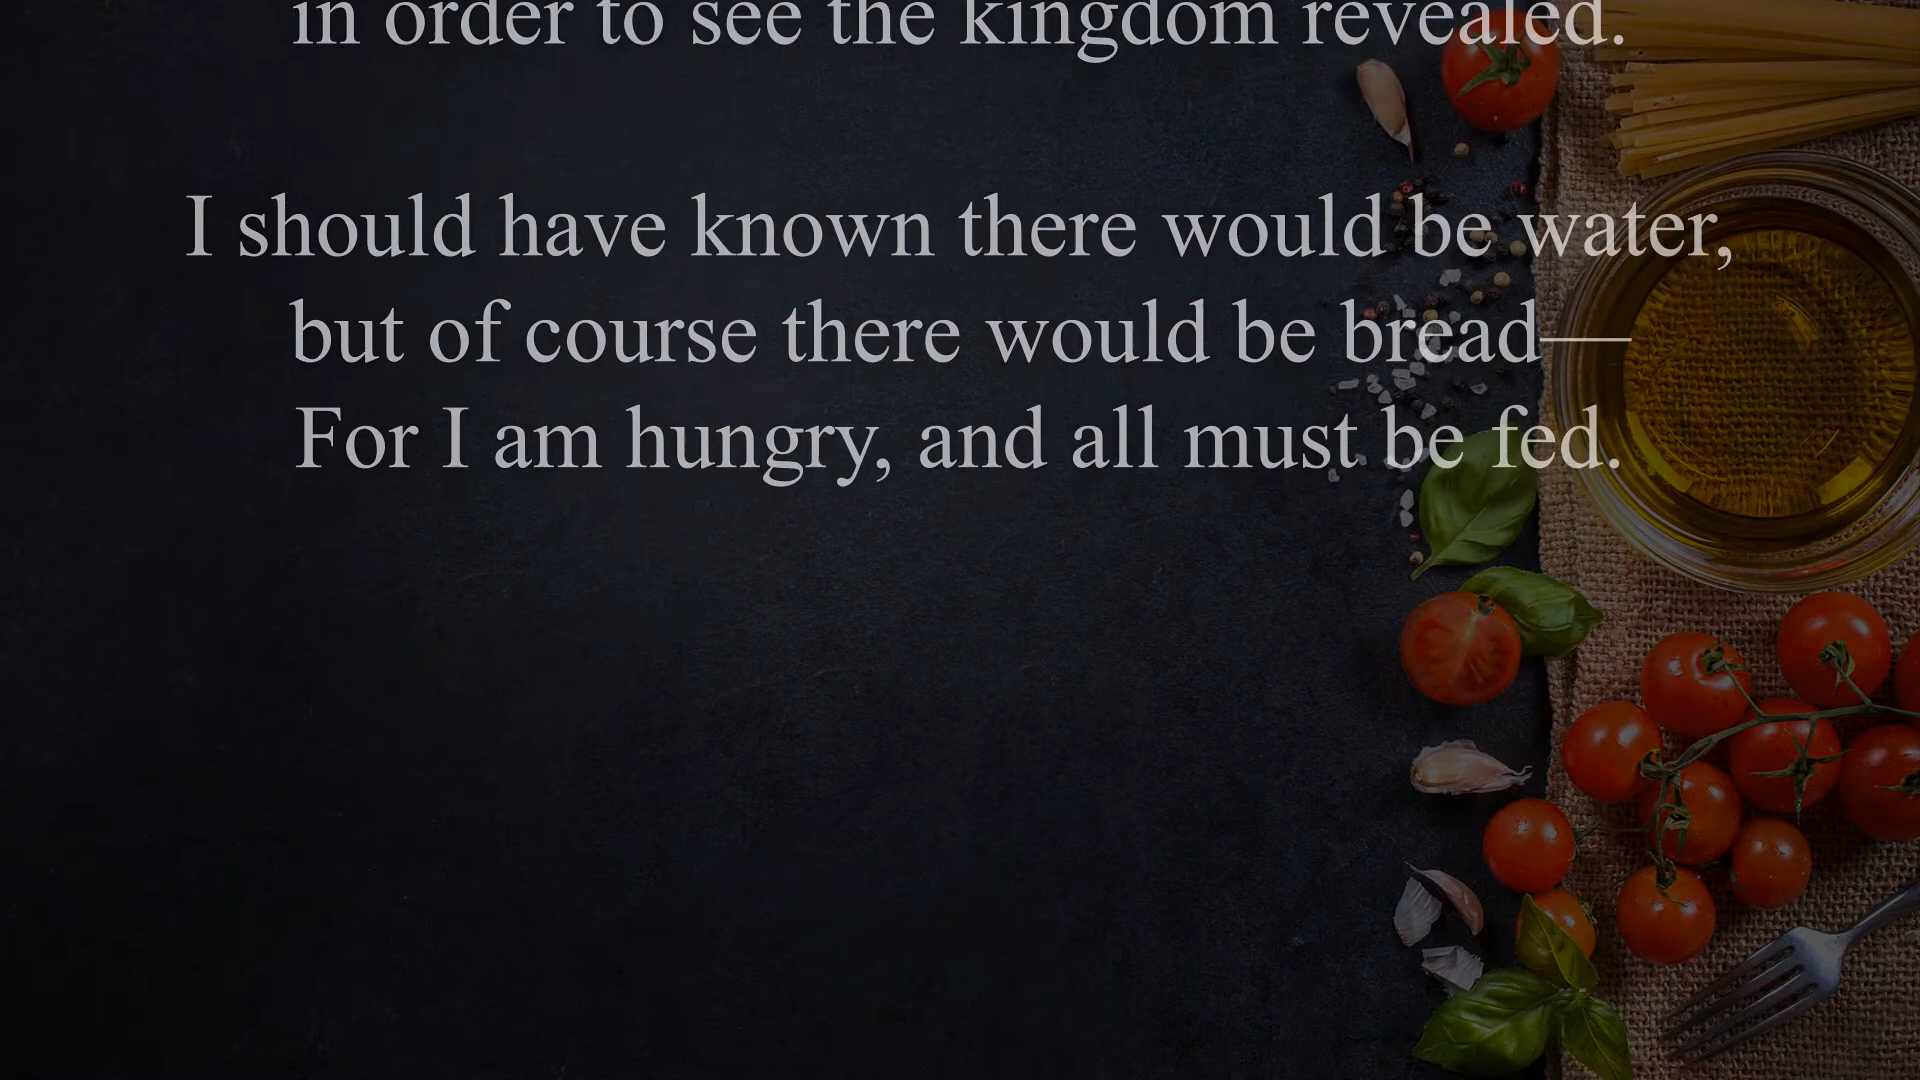 in order to see the kingdom revealed.
I should have known there would be water,
but of course there would be bread—
For I am hungry, and all must be fed.